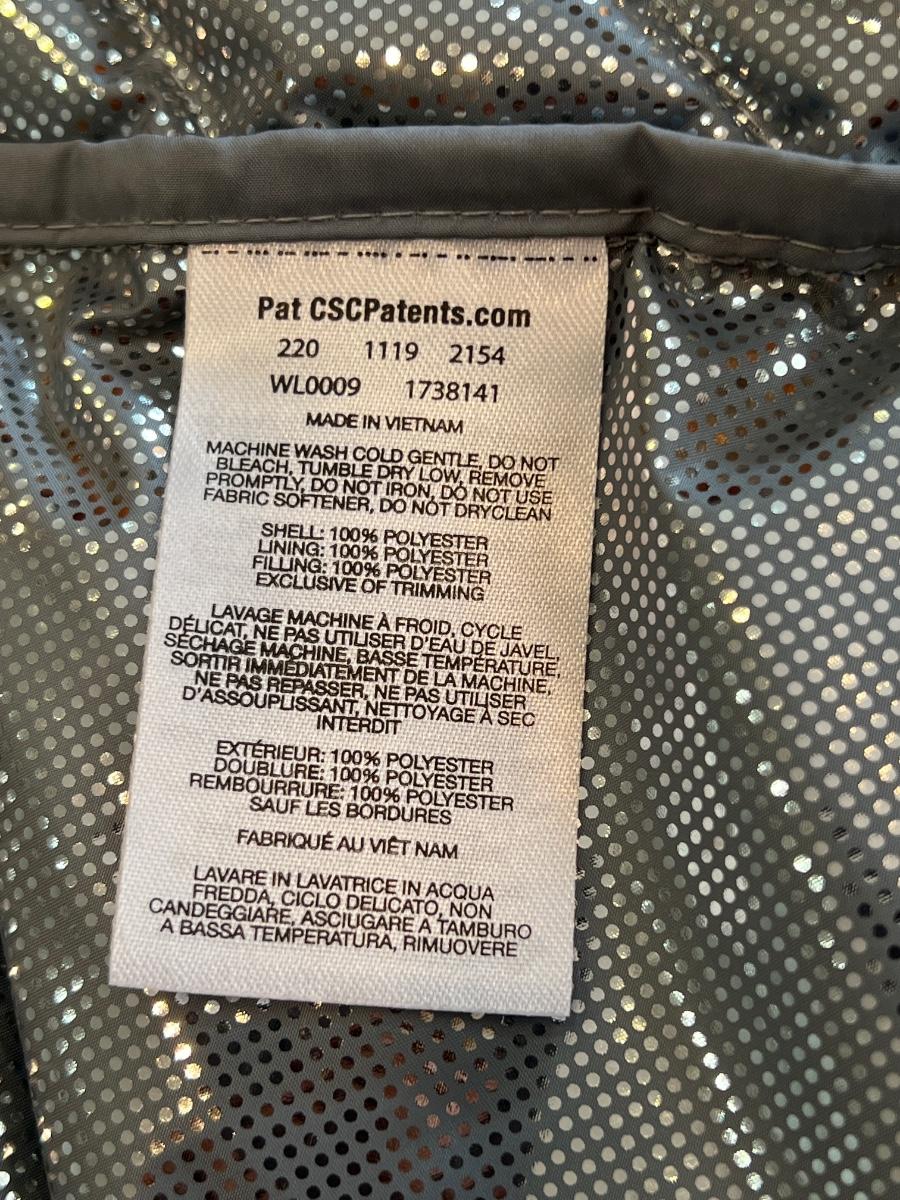 Pat CSCPatents.com
220 1119 2154
WL0009 1738141
MADE IN VIETNAM
MACHINE WASH COLD GENTLE, DO NOT
BLEACH, TUMBLE DRY LOW, REMOVE
PROMPTLY, DO NOT IRON, DO NOT USE
FABRIC SOFTENER, DO NOT DRYCLEAN
SHELL: 100% POLYESTER
LINING: 100% POLYESTER
FILLING: 100% POLYESTER
EXCLUSIVE OF TRIMMING
LAVAGE MACHINE À FROID, CYCLE
DÉLICAT, NE PAS UTILISER D'EAU DE JAVEL,
SÉCHAGE MACHINE, BASSE TEMPÉRATURE,
SORTIR IMMÉDIATEMENT DE LA MACHINE,
NE PAS REPASSER, NE PAS UTILISER
D'ASSOUPLISSANT, NETTOYAGE À SEC
INTERDIT
EXTÉRIEUR: 100% POLYESTER
DOUBLURE: 100% POLYESTER
REMBOURRURE: 100% POLYESTER
SAUF LES BORDURES
FABRIQUÉ AU VIÊT NAM
LAVARE IN LAVATRICE IN ACQUA
FREDDA, CICLO DELICATO, NON
CANDEGGIARE, ASCIUGARE A TAMBURO
A BASSA TEMPERATURA, RIMUOVERE